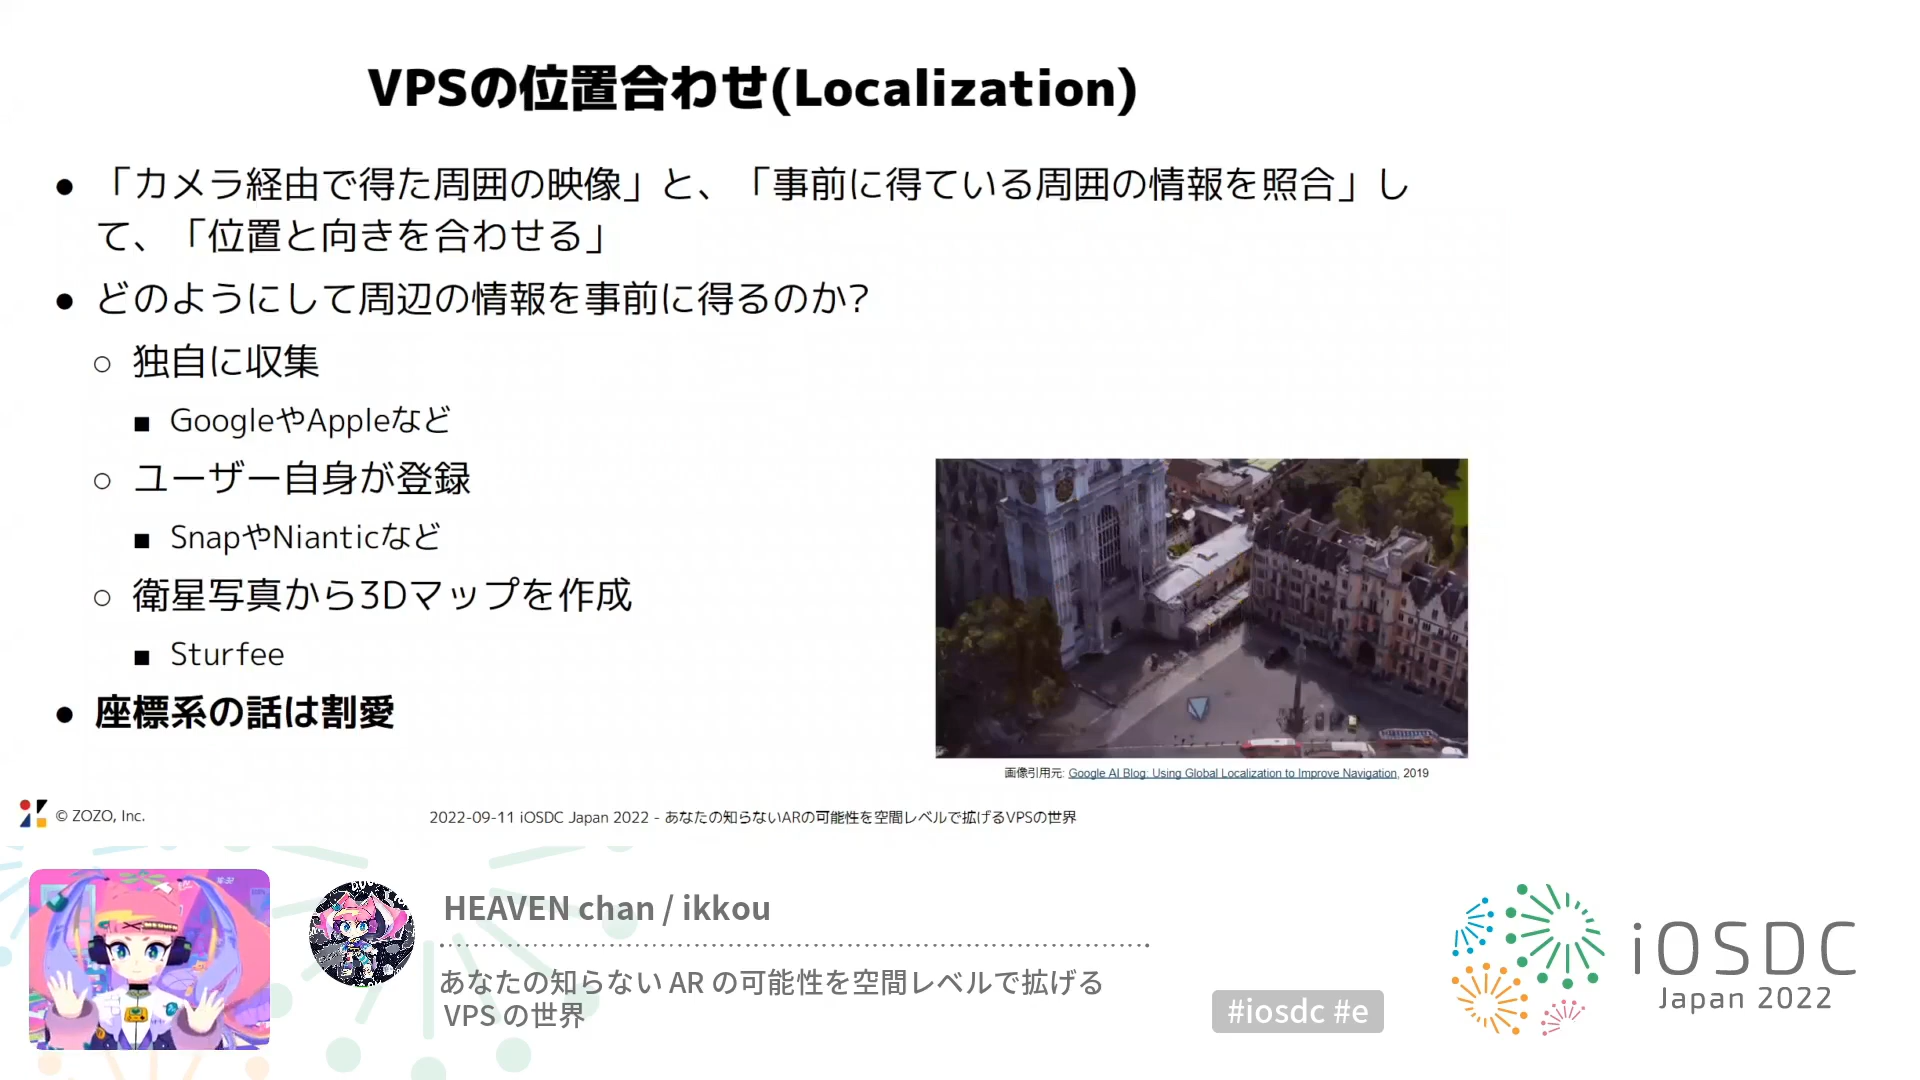 VPSの位置合わせ(Localization)
● 「カメラ経由で得た周囲の映像」と、「事前に得ている周囲の情報を照合」し
て、「位置と向きを合わせる」
● どのようにして周辺の情報を事前に得るのか?
○ 独自に収集
■ GoogleやAppleなど
○ ユーザー自身が登録
■ SnapやNianticなど
○ 衛星写真から3Dマップを作成
■ Sturfee
● 座標系の話は割愛
画像引用元: Google AI Blog: Using Global Localization to Improve Navigation, 2019
© ZOZO, Inc.
2022-09-11 iOSDC Japan 2022 - あなたの知らないARの可能性を空間レベルで拡げるVPSの世界
HEAVEN chan / ikkou
あなたの知らない AR の可能性を空間レベルで拡げる
VPS の世界
#iosdc #e
iOSDC
Japan 2022